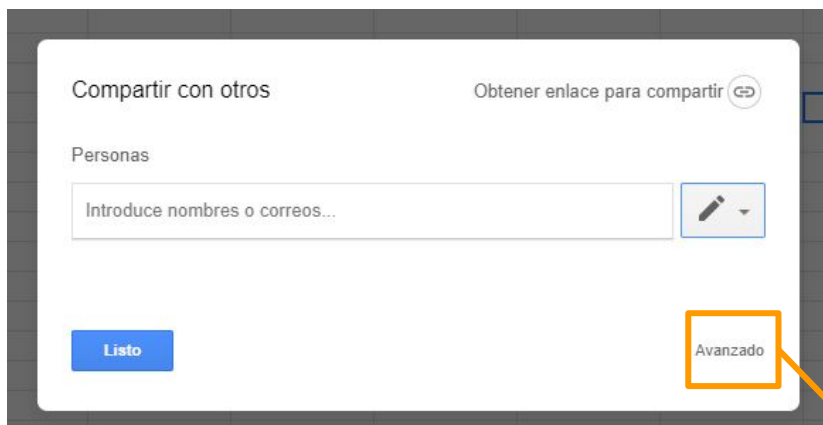 Compartir con otros
Obtener enlace para compartir
Personas
Introduce nombres o correos...
Listo
Avanzado